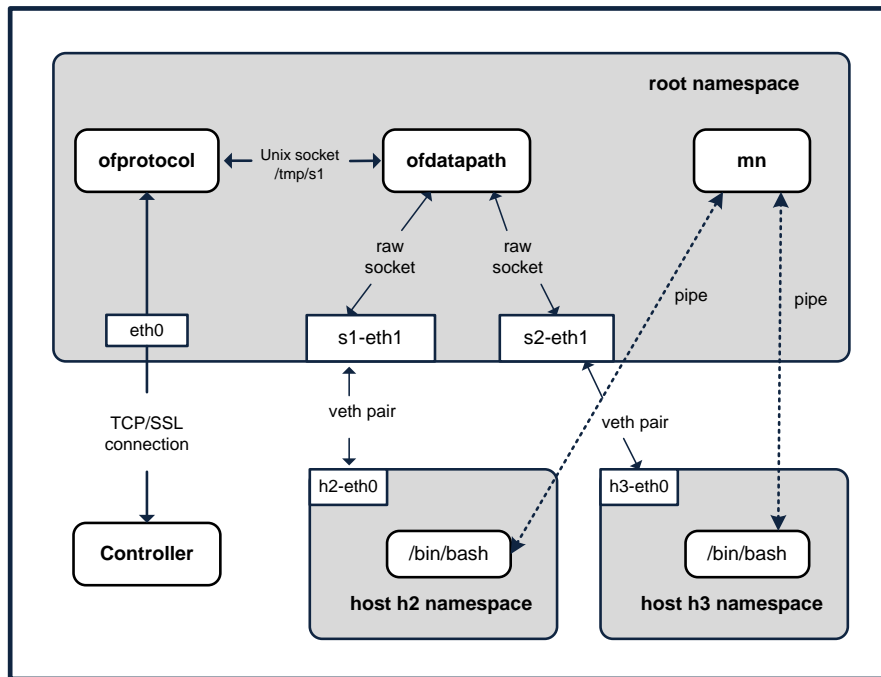 root namespace
ofprotocol
Unix socket
/tmp/s1
ofdatapath
mn
raw
socket
raw
socket
pipe
pipe
eth0
s1-eth1
s2-eth1
TCP/SSL
connection
veth pair
veth pair
h2-eth0
h3-eth0
Controller
/bin/bash
/bin/bash
host h2 namespace
host h3 namespace